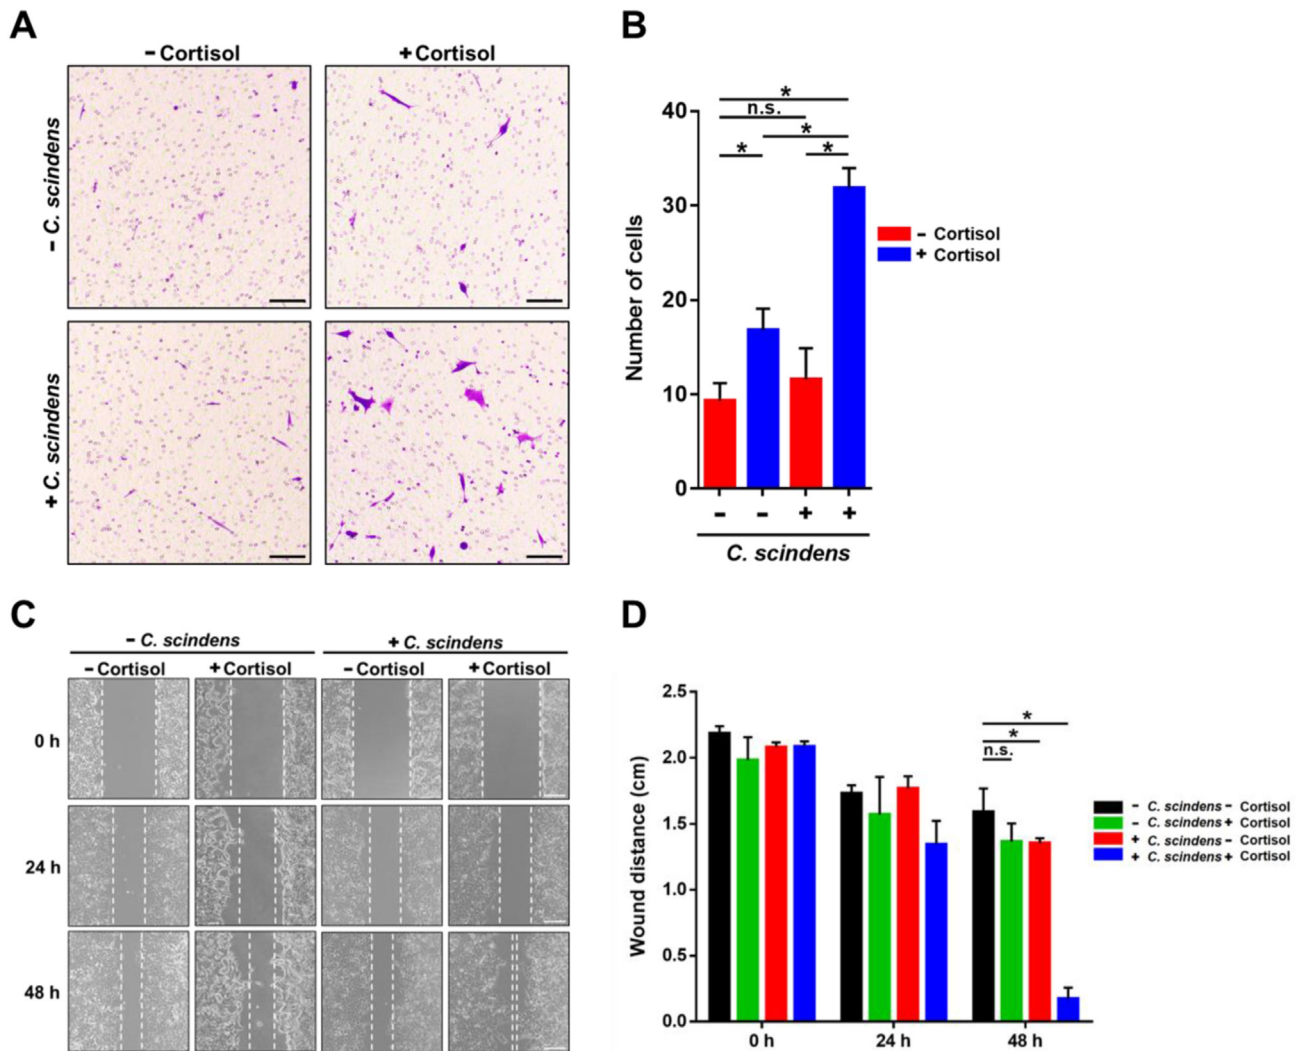 A
− Cortisol
+ Cortisol
− C. scindens
+ C. scindens
B
*
n.s.
*
*
*
40
30
20
10
0
Number of cells
− Cortisol
+ Cortisol
− − + +
C. scindens
C
− C. scindens
+ C. scindens
− Cortisol
+ Cortisol
− Cortisol
+ Cortisol
0 h
24 h
48 h
D
2.5
2.0
1.5
1.0
0.5
0.0
Wound distance (cm)
*
*
n.s.
− C. scindens − Cortisol
− C. scindens + Cortisol
+ C. scindens − Cortisol
+ C. scindens + Cortisol
0 h
24 h
48 h